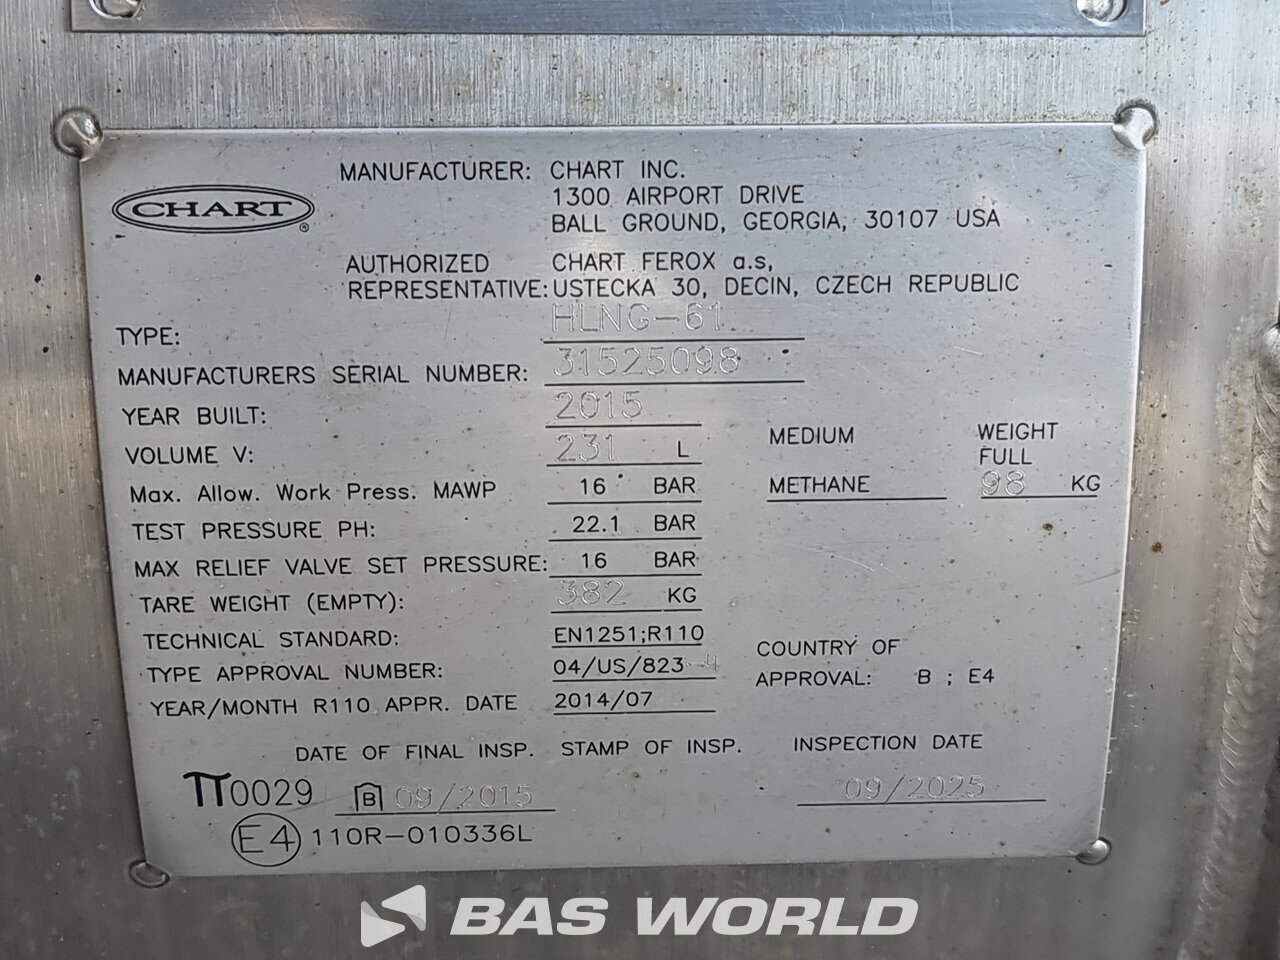 CHART®
MANUFACTURER: CHART INC.
1300 AIRPORT DRIVE
BALL GROUND, GEORGIA, 30107 USA
AUTHORIZED CHART FEROX a.s,
REPRESENTATIVE: USTECKA 30, DECIN, CZECH REPUBLIC
TYPE: HLNG-61
MANUFACTURERS SERIAL NUMBER: 31525098
YEAR BUILT: 2015
VOLUME V: 231 L
MEDIUM WEIGHT FULL
Max. Allow. Work Press. MAWP 16 BAR METHANE 98 KG
TEST PRESSURE PH: 22.1 BAR
MAX RELIEF VALVE SET PRESSURE: 16 BAR
TARE WEIGHT (EMPTY): 382 KG
TECHNICAL STANDARD: EN1251;R110
TYPE APPROVAL NUMBER: 04/US/823-4
COUNTRY OF APPROVAL: B ; E4
YEAR/MONTH R110 APPR. DATE 2014/07
DATE OF FINAL INSP. STAMP OF INSP. INSPECTION DATE
π0029 B 09/2015 09/2025
E4 110R-010336L
BAS WORLD